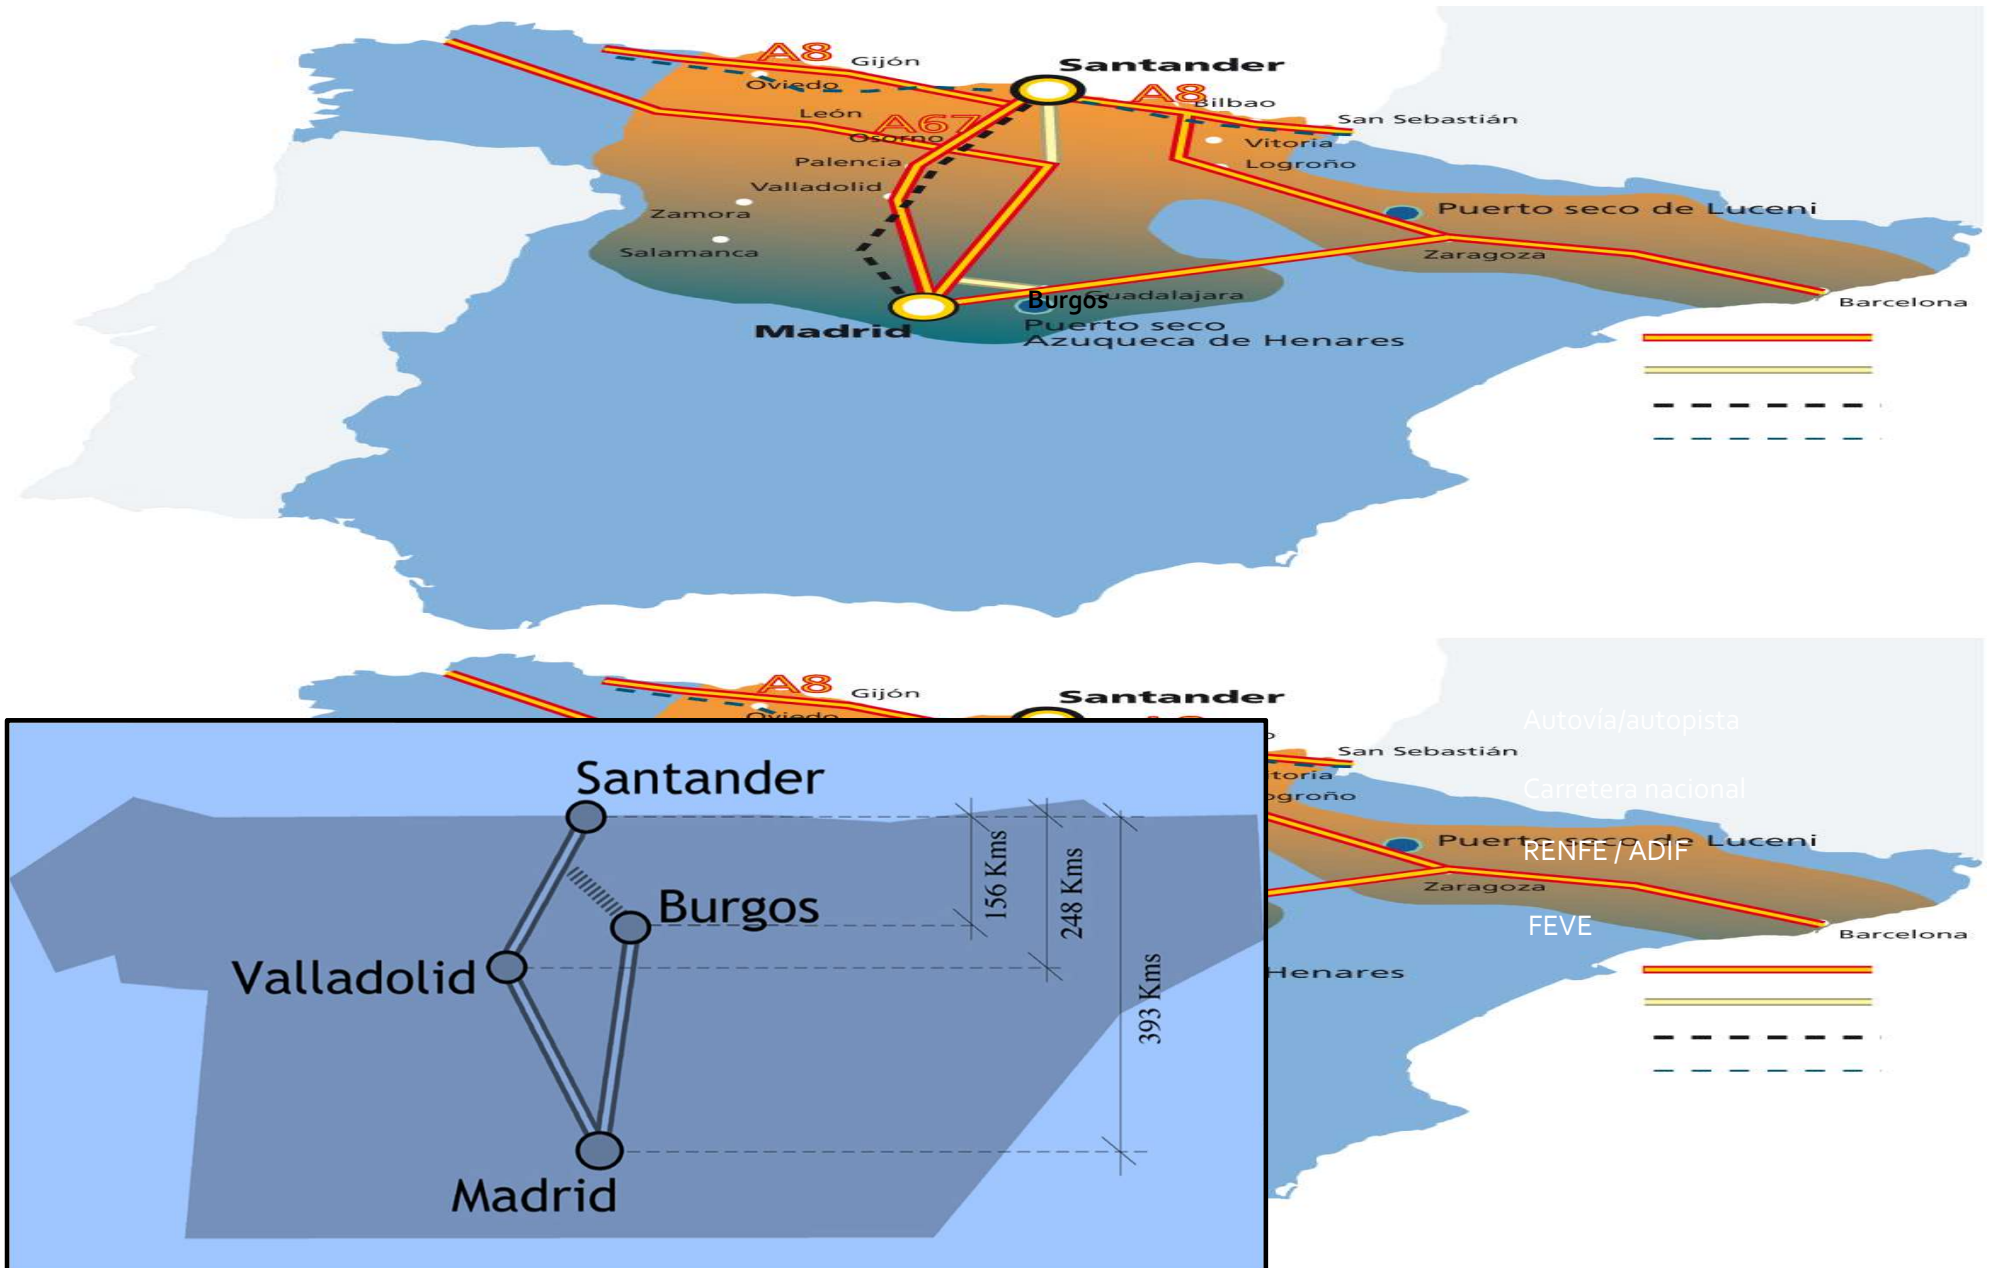 A8
Gijón
Santander
Oviedo
A8
Bilbao
León
A67
San Sebastián
Osorno
Vitoria
Palencia
Logroño
Valladolid
Zamora
Puerto seco de Luceni
Salamanca
Zaragoza
Burgos
Guadalajara
Barcelona
Madrid
Puerto seco
Azuqueca de Henares
A8
Gijón
Santander
Oviedo
Autovía/autopista
San Sebastián
itoria
Carretera nacional
ogroño
Puerto seco de Luceni
RENFE / ADIF
Zaragoza
FEVE
Barcelona
Henares
Santander
156 Kms
248 Kms
Burgos
Valladolid
393 Kms
Madrid